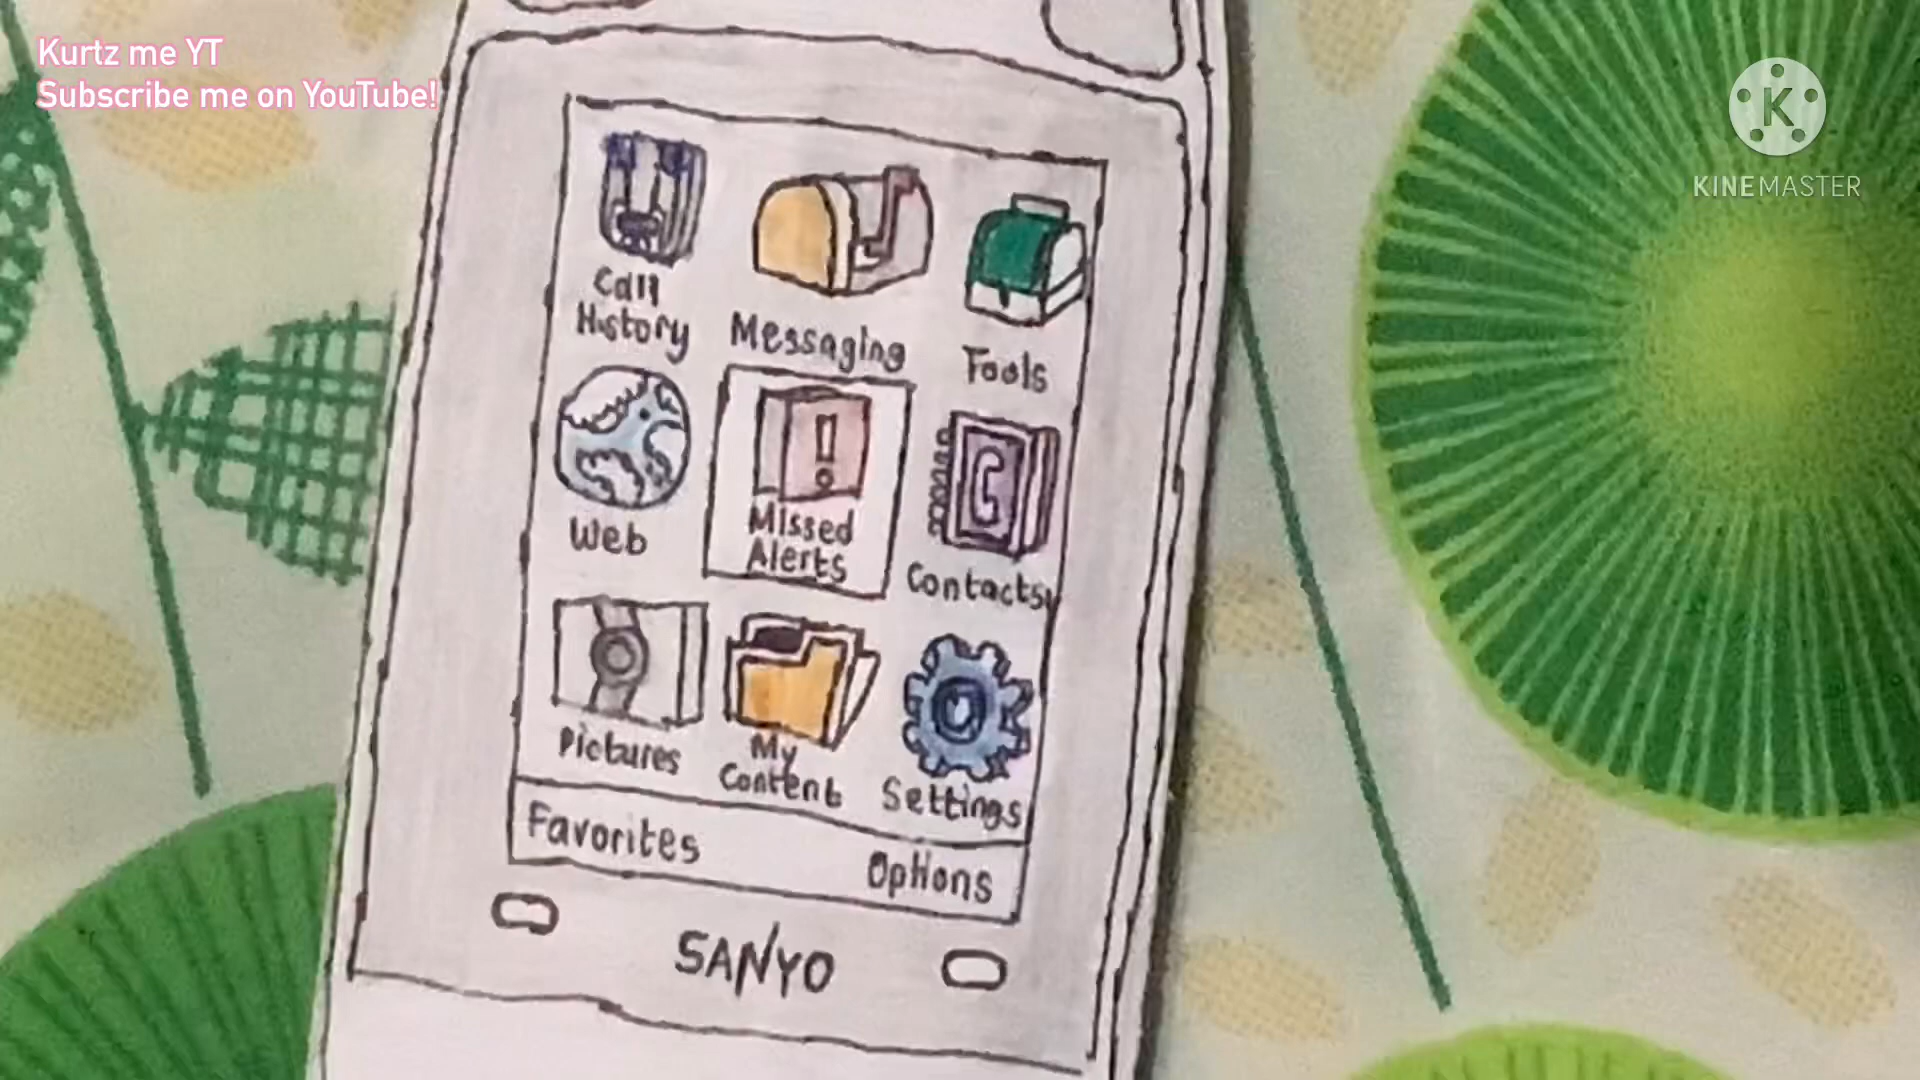 Kurtz me YT
Subscribe me on YouTube!
K
KINEMASTER
Call
History
Messaging
Tools
Web
Missed
Alerts
Contacts
Pictures
My
Content
Settings
Favorites
Options
SANYO